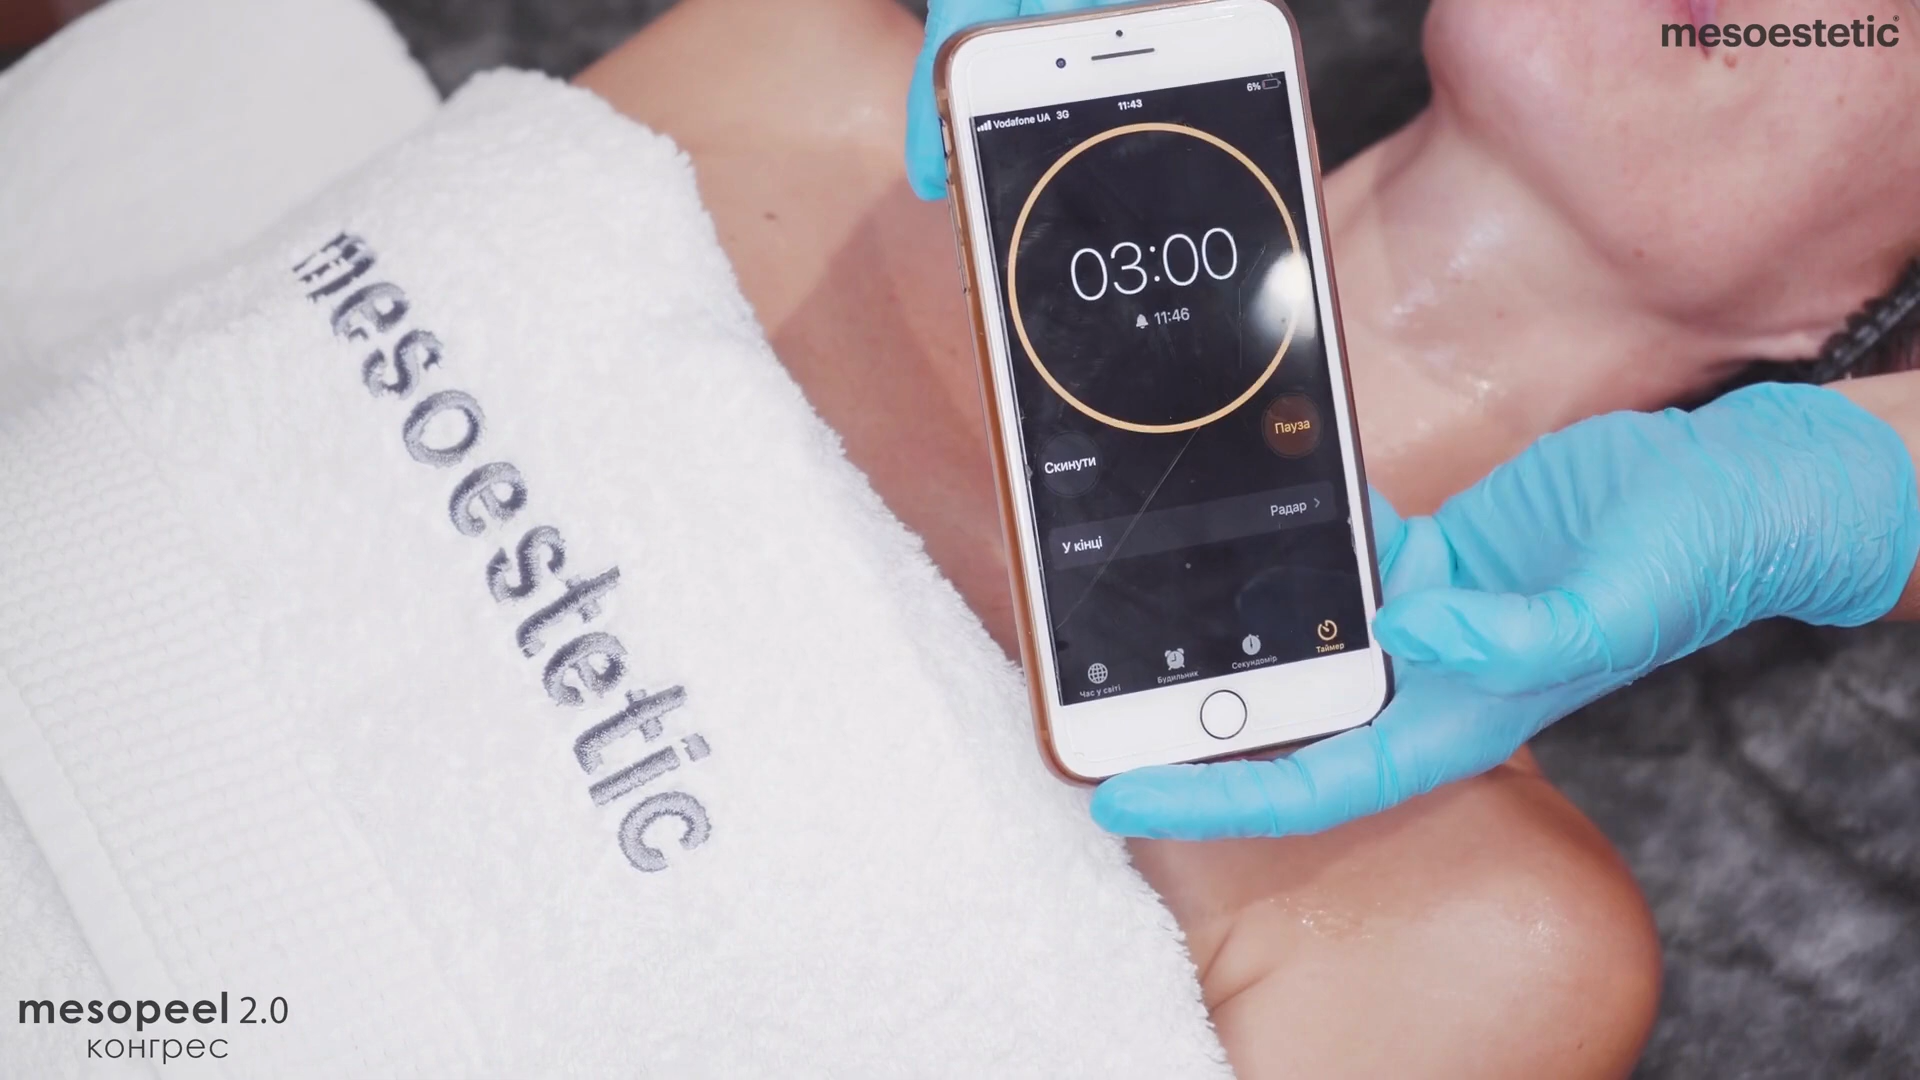 mesoestetic®
Vodafone UA 3G
11:43
6%
03:00
11:46
Скинути
Пауза
У кінці
Радар
Час у світі
Будильник
Секундомір
Таймер
mesoestetic
mesopeel 2.0
конгрес